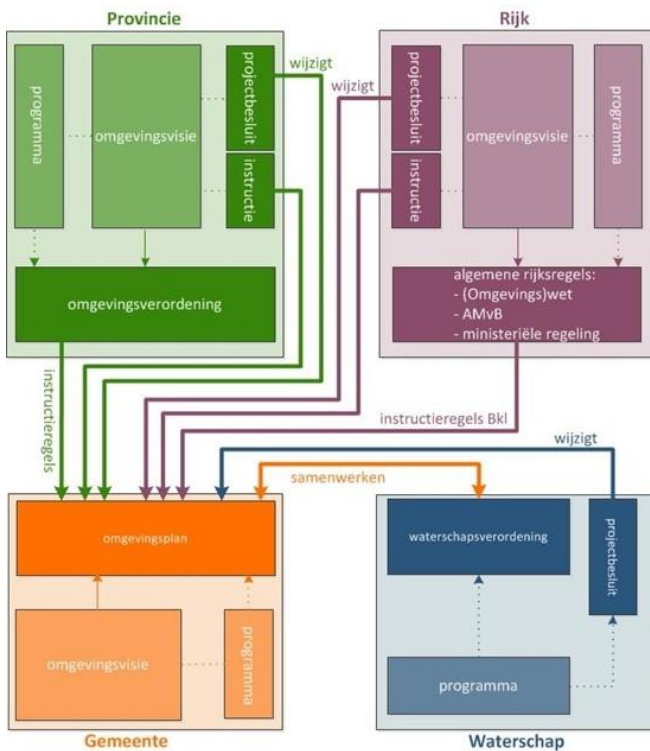 Provincie
programma
omgevingsvisie
projectbesluit
instructie
omgevingsverordening
wijzigt
instructieregels
Rijk
wijzigt
projectbesluit
instructie
omgevingsvisie
programma
algemene rijksregels:
- (Omgevings)wet
- AMvB
- ministeriële regeling
instructieregels Bkl
wijzigt
samenwerken
omgevingsplan
omgevingsvisie
programma
Gemeente
waterschapsverordening
projectbesluit
programma
Waterschap